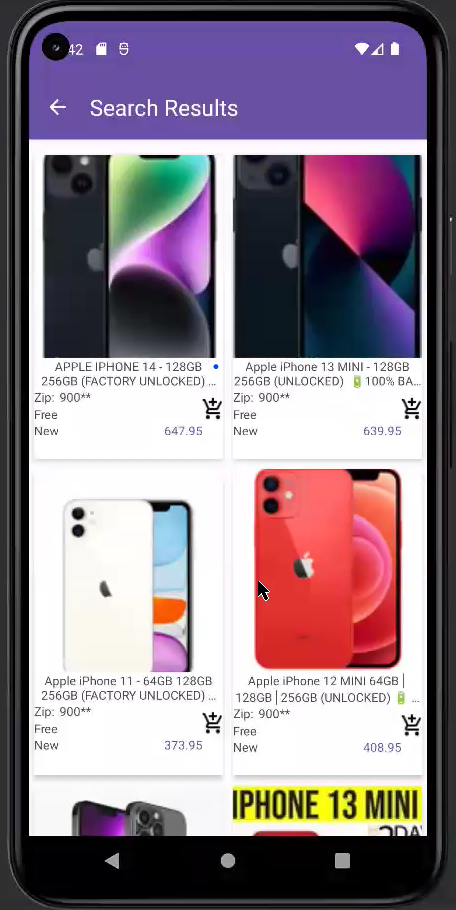 42
Search Results
APPLE IPHONE 14 - 128GB
256GB (FACTORY UNLOCKED) ...
Zip: 900**
Free
New 647.95
Apple iPhone 13 MINI - 128GB
256GB (UNLOCKED) 🔋100% BA...
Zip: 900**
Free
New 639.95
Apple iPhone 11 - 64GB 128GB
256GB (FACTORY UNLOCKED) ...
Zip: 900**
Free
New 373.95
Apple iPhone 12 MINI 64GB |
128GB | 256GB (UNLOCKED) 🔋 ...
Zip: 900**
Free
New 408.95
IPHONE 13 MINI